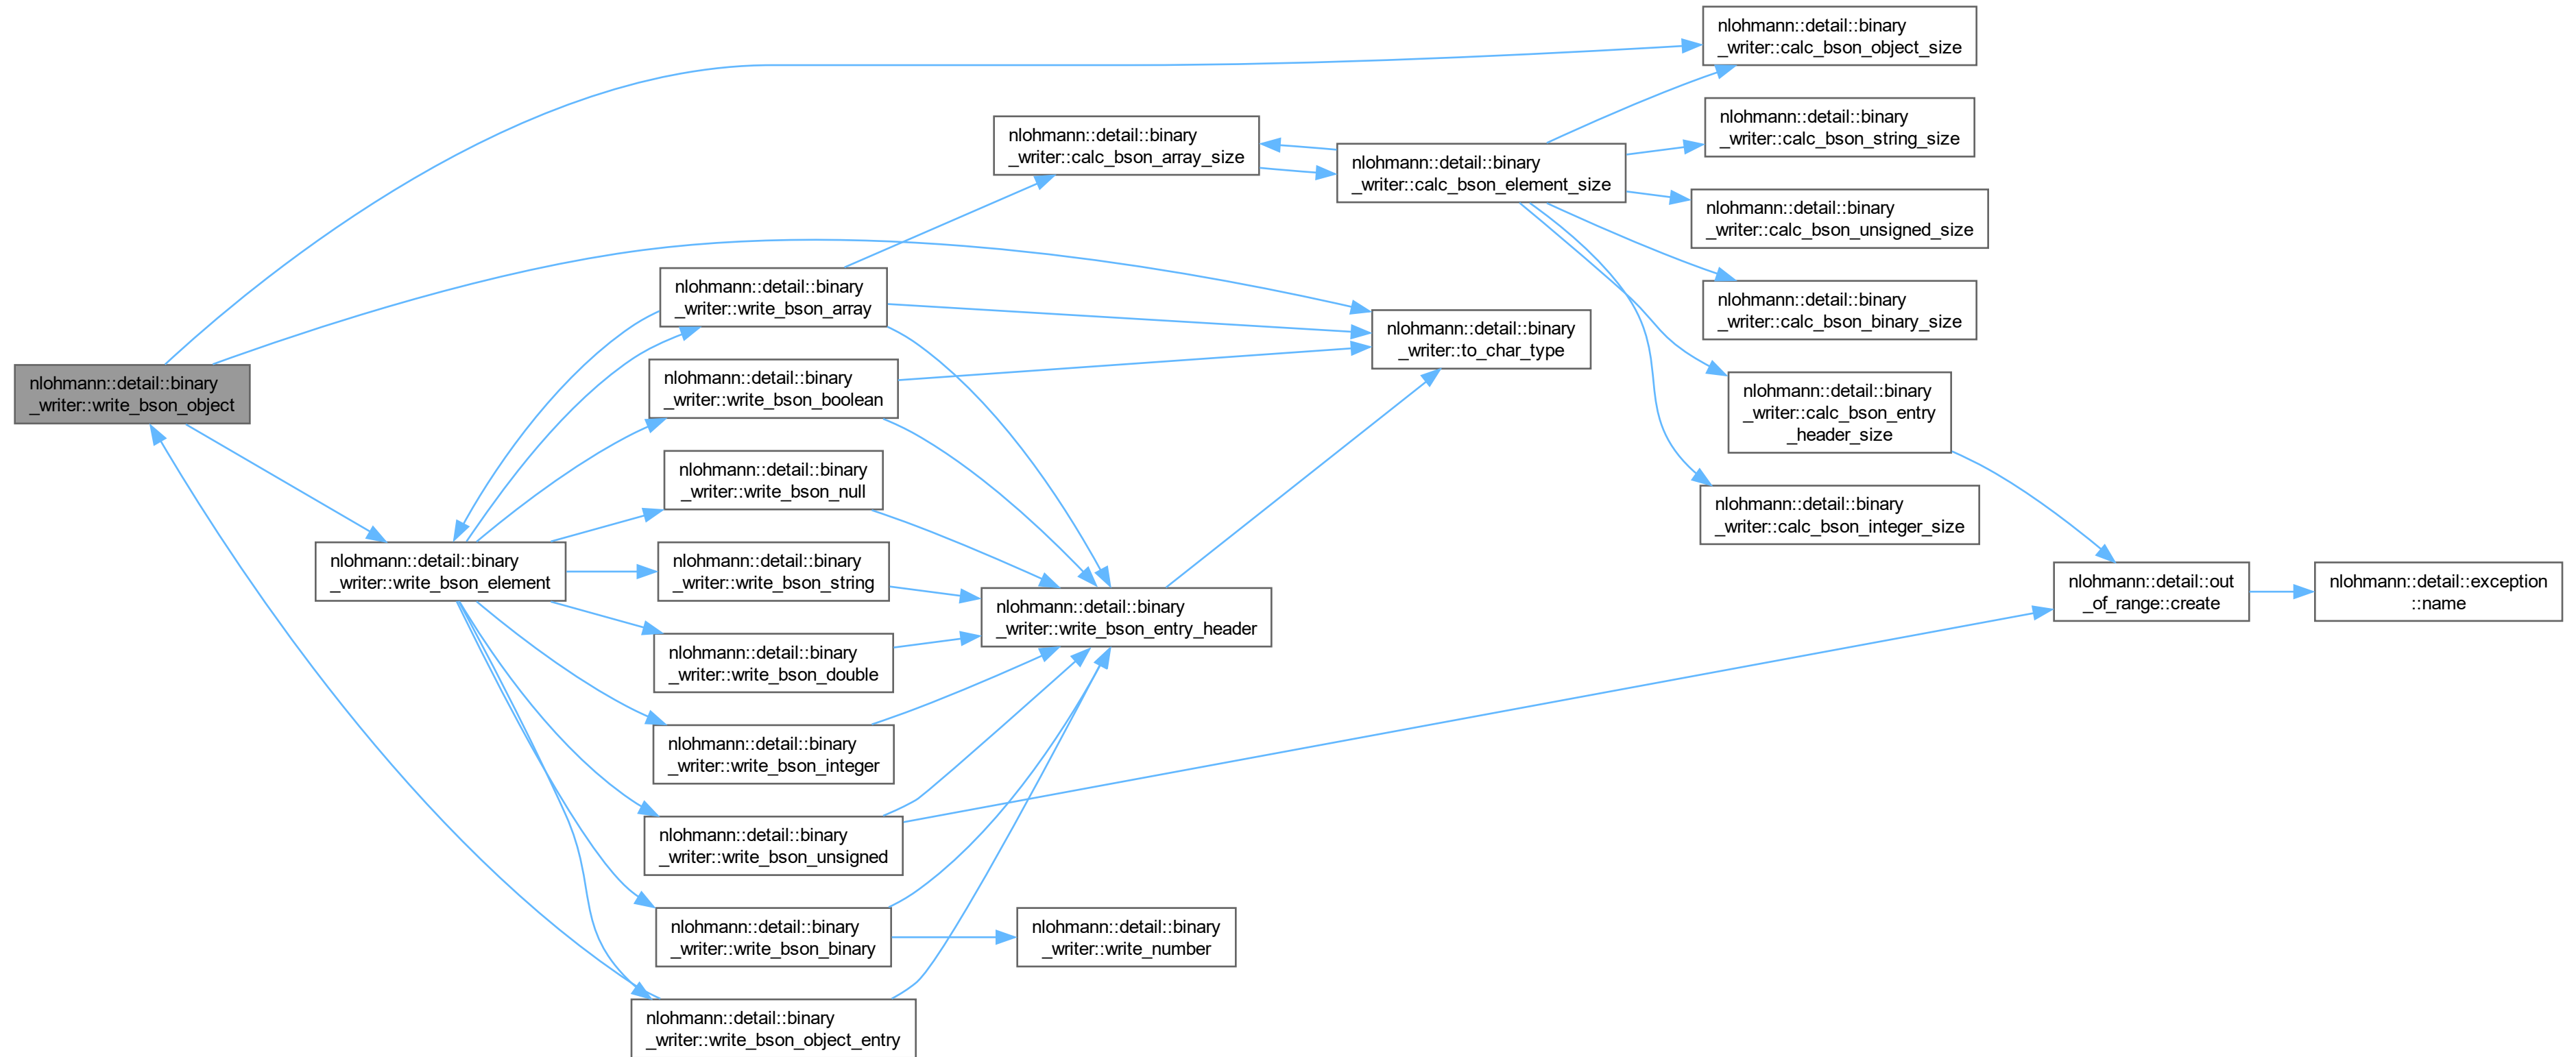 nlohmann::detail::binary
_writer::write_bson_object
nlohmann::detail::binary
_writer::write_bson_element
nlohmann::detail::binary
_writer::write_bson_array
nlohmann::detail::binary
_writer::write_bson_boolean
nlohmann::detail::binary
_writer::write_bson_null
nlohmann::detail::binary
_writer::write_bson_string
nlohmann::detail::binary
_writer::write_bson_double
nlohmann::detail::binary
_writer::write_bson_integer
nlohmann::detail::binary
_writer::write_bson_unsigned
nlohmann::detail::binary
_writer::write_bson_binary
nlohmann::detail::binary
_writer::write_bson_object_entry
nlohmann::detail::binary
_writer::calc_bson_array_size
nlohmann::detail::binary
_writer::write_bson_entry_header
nlohmann::detail::binary
_writer::write_number
nlohmann::detail::binary
_writer::calc_bson_element_size
nlohmann::detail::binary
_writer::to_char_type
nlohmann::detail::binary
_writer::calc_bson_object_size
nlohmann::detail::binary
_writer::calc_bson_string_size
nlohmann::detail::binary
_writer::calc_bson_unsigned_size
nlohmann::detail::binary
_writer::calc_bson_binary_size
nlohmann::detail::binary
_writer::calc_bson_entry
_header_size
nlohmann::detail::binary
_writer::calc_bson_integer_size
nlohmann::detail::out
_of_range::create
nlohmann::detail::exception
::name